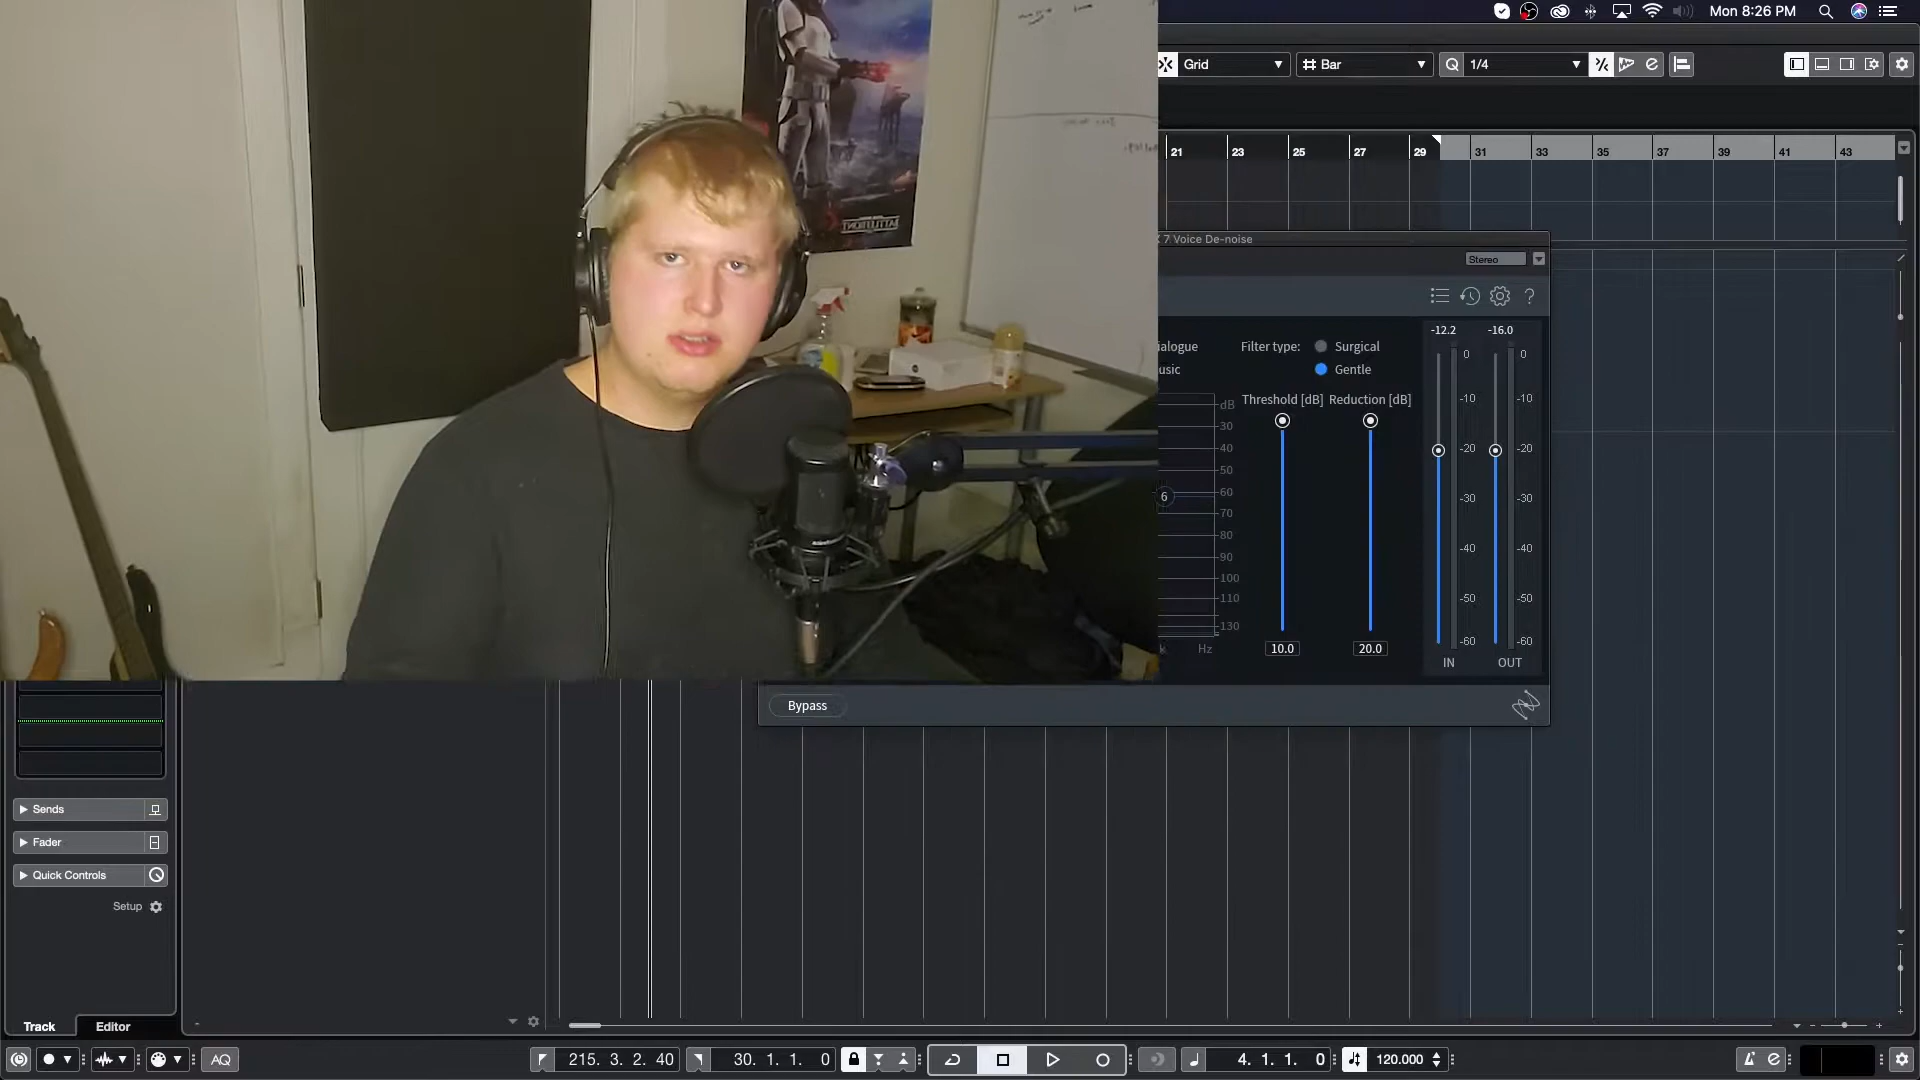 Mon 8:26 PM
Grid
Bar
Q
1/4
21 23 25 27 29 31 33 35 37 39 41 43
7 Voice De-noise
Stereo
?
-12.2 -16.0
ialogue
Filter type:
Surgical
usic
Gentle
Threshold [dB]
Reduction [dB]
dB
30
40
50
60
70
80
90
100
110
130
6
k
Hz
10.0
20.0
0
-10
-20
-30
-40
-50
-60
IN
0
-10
-20
-30
-40
-50
-60
OUT
BATTLEFRONT
Bypass
Sends
Fader
Quick Controls
Setup
Track
Editor
AQ
215. 3. 2. 40
30. 1. 1. 0
4. 1. 1. 0
120.000